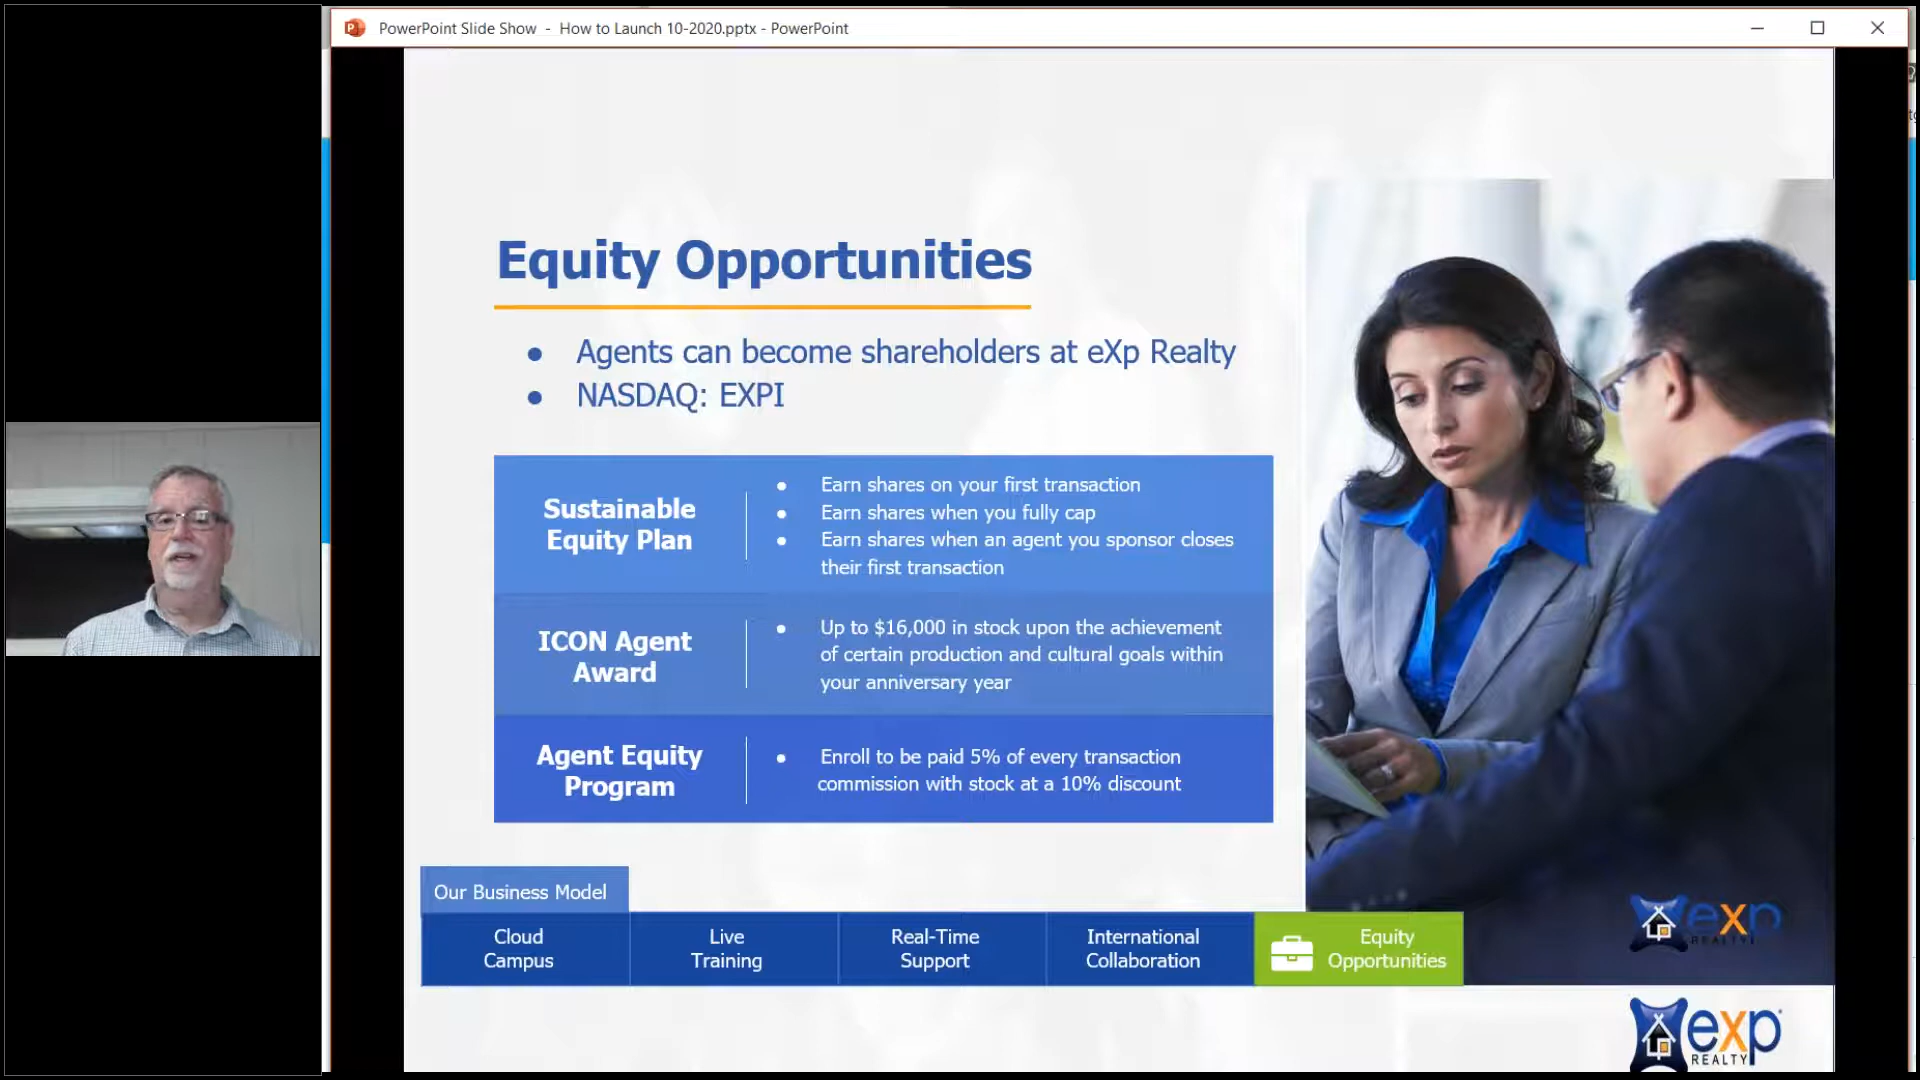 PowerPoint Slide Show - How to Launch 10-2020.pptx - PowerPoint
Equity Opportunities
● Agents can become shareholders at eXp Realty
● NASDAQ: EXPI
Sustainable
Equity Plan
● Earn shares on your first transaction
● Earn shares when you fully cap
● Earn shares when an agent you sponsor closes
their first transaction
ICON Agent
Award
● Up to $16,000 in stock upon the achievement
of certain production and cultural goals within
your anniversary year
Agent Equity
Program
● Enroll to be paid 5% of every transaction
commission with stock at a 10% discount
Our Business Model
Cloud
Campus
Live
Training
Real-Time
Support
International
Collaboration
Equity
Opportunities
exp
REALTY
exp
REALTY